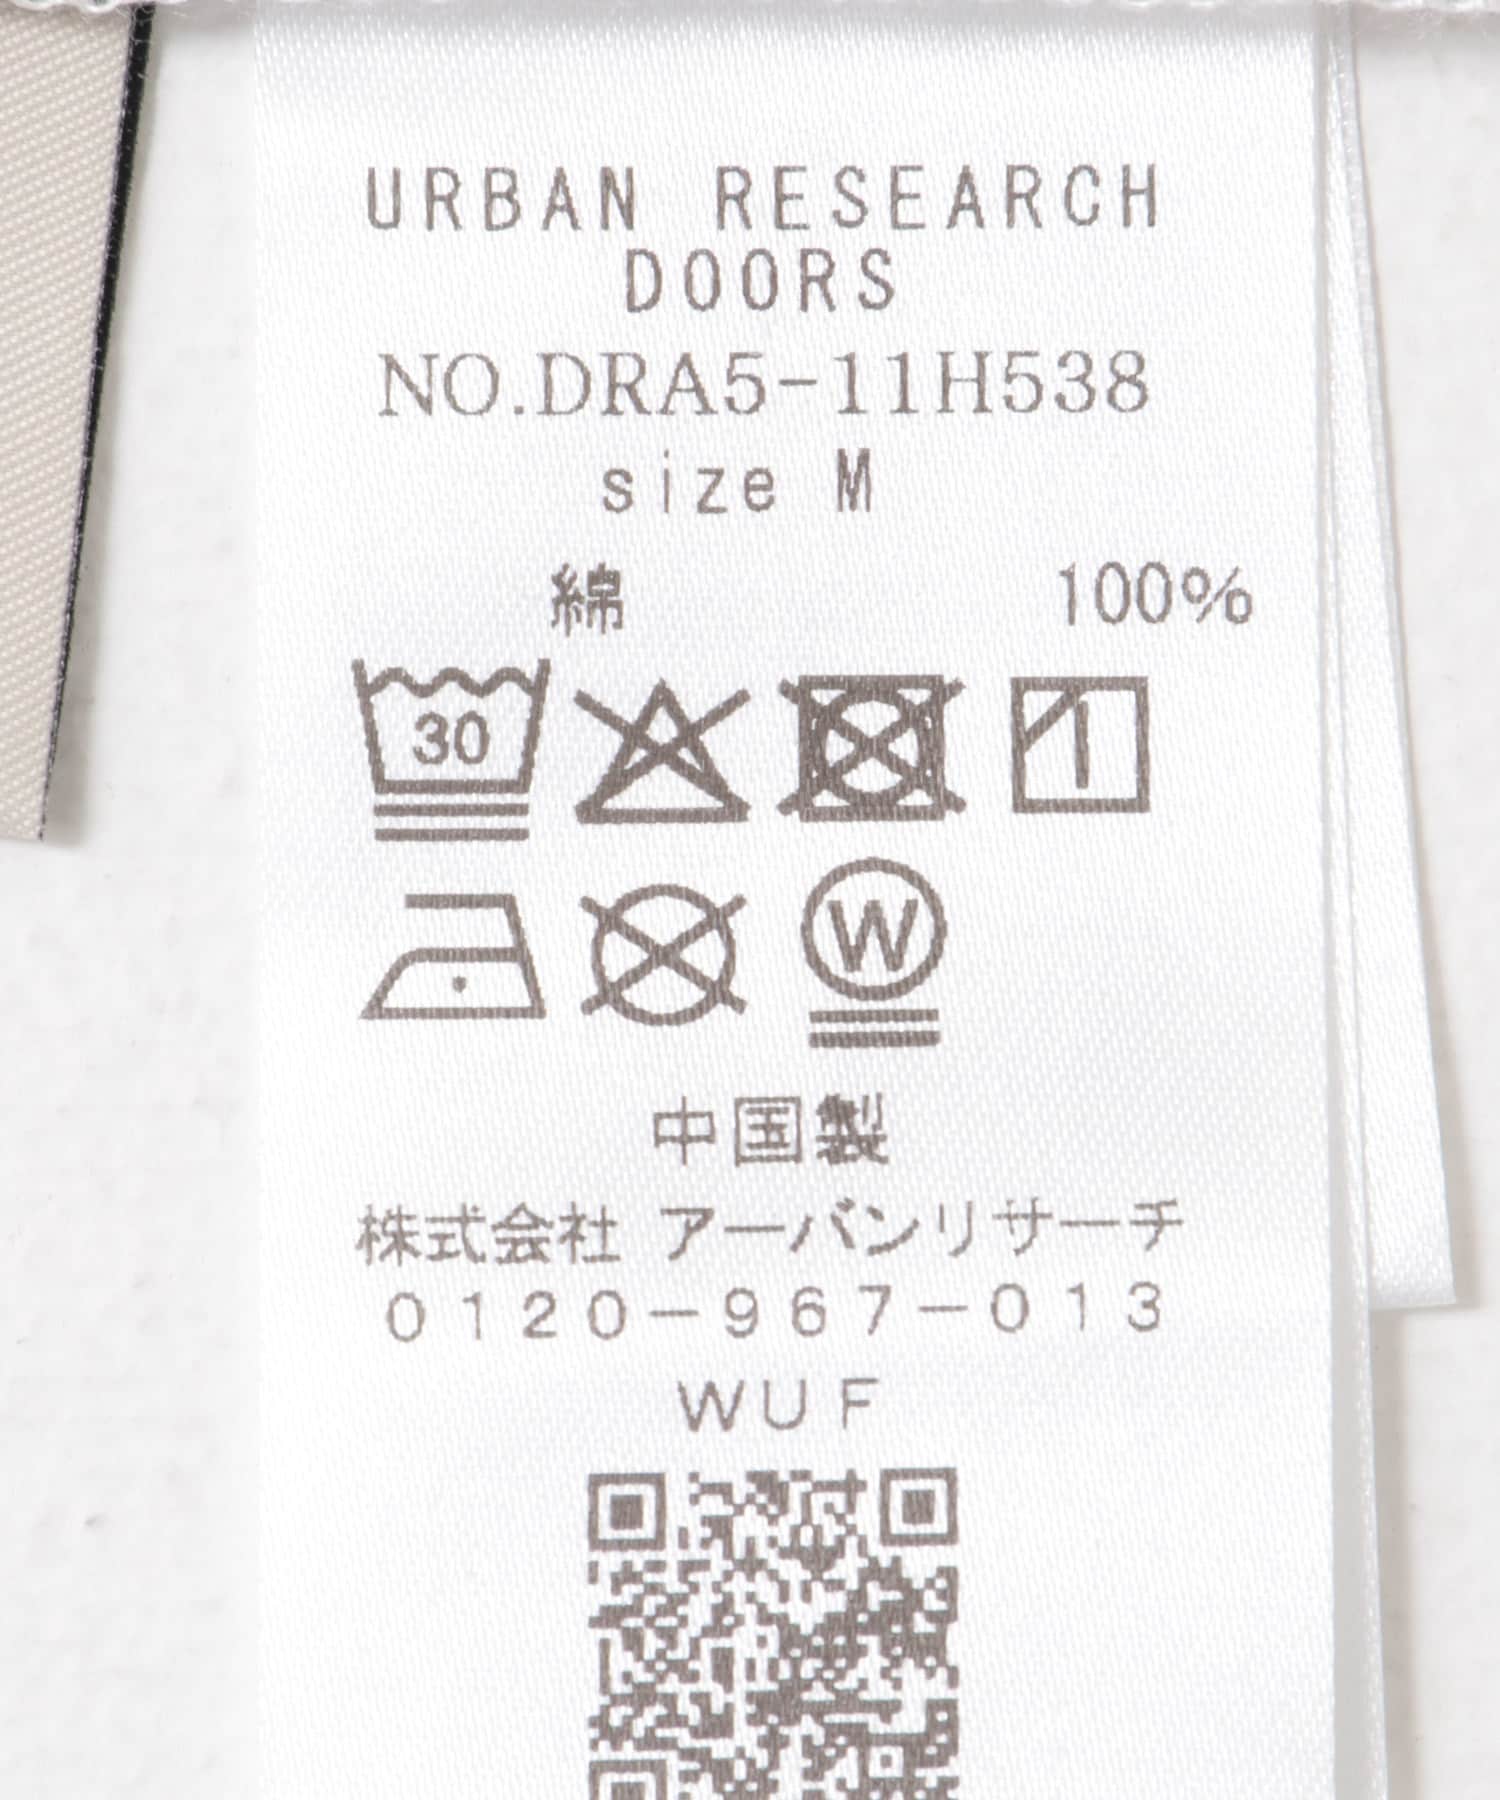 URBAN RESEARCH
DOORS
NO.DRA5-11H538
size M
綿 100%
30
W
中国製
株式会社 アーバンリサーチ
0120-967-013
WUF